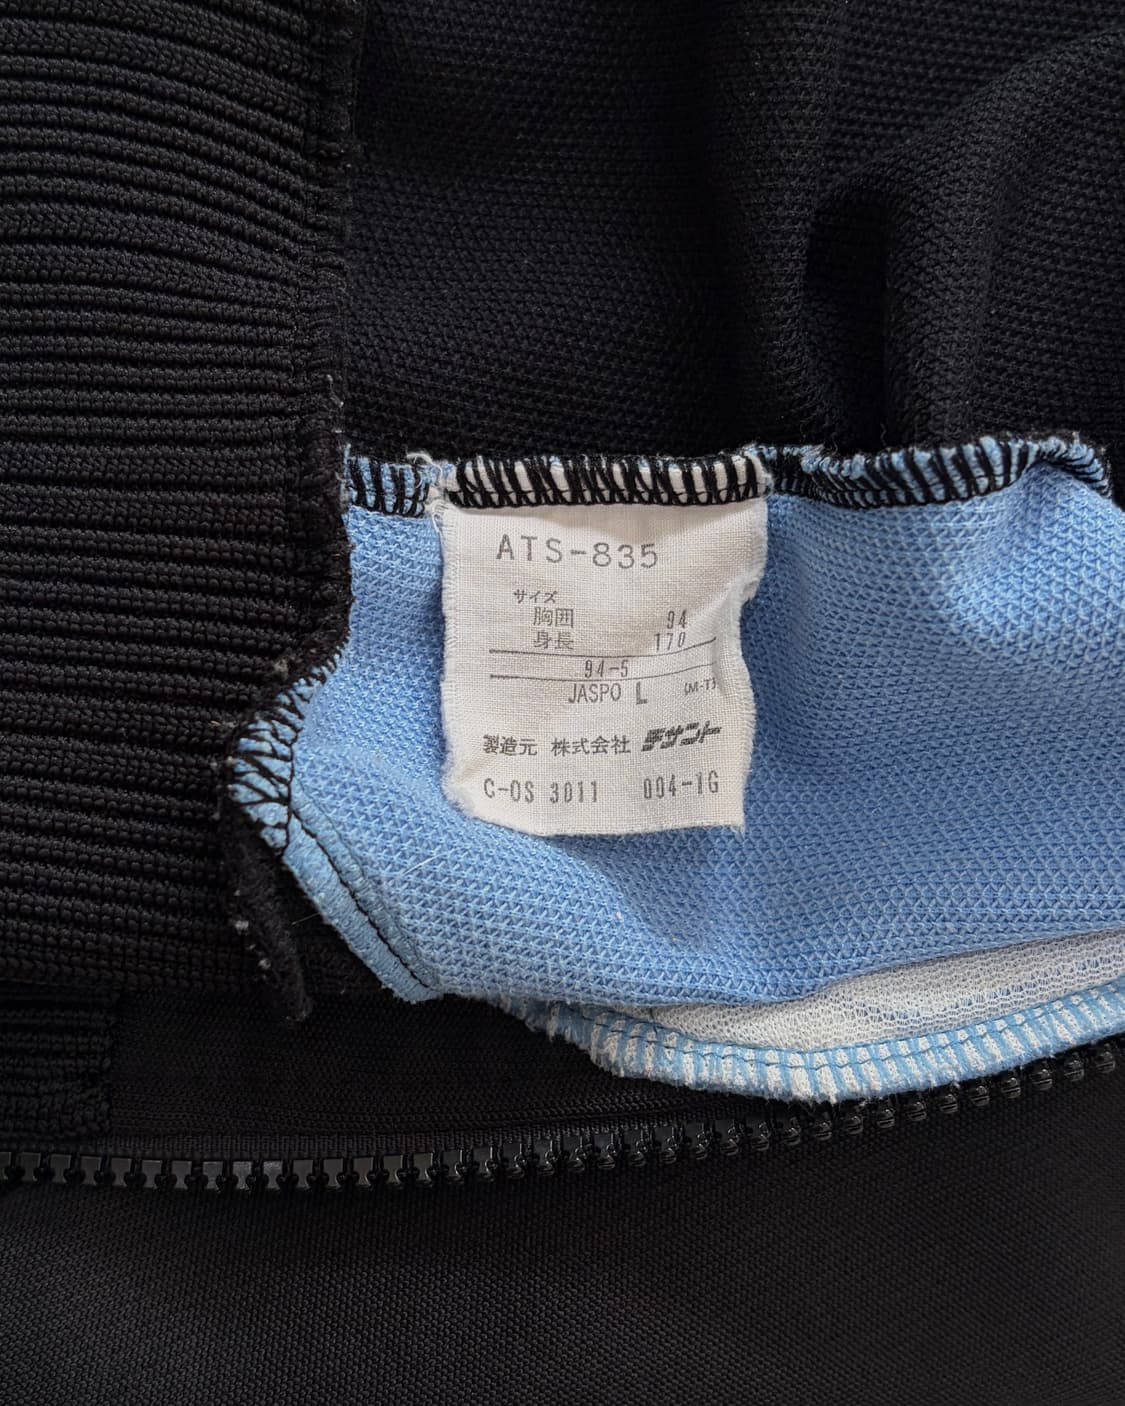 ATS-835
サイズ
胸囲 94
身長 170
94-5
JASPO L (M-T)
製造元 株式会社 デサント
C-OS 3011 004-1G